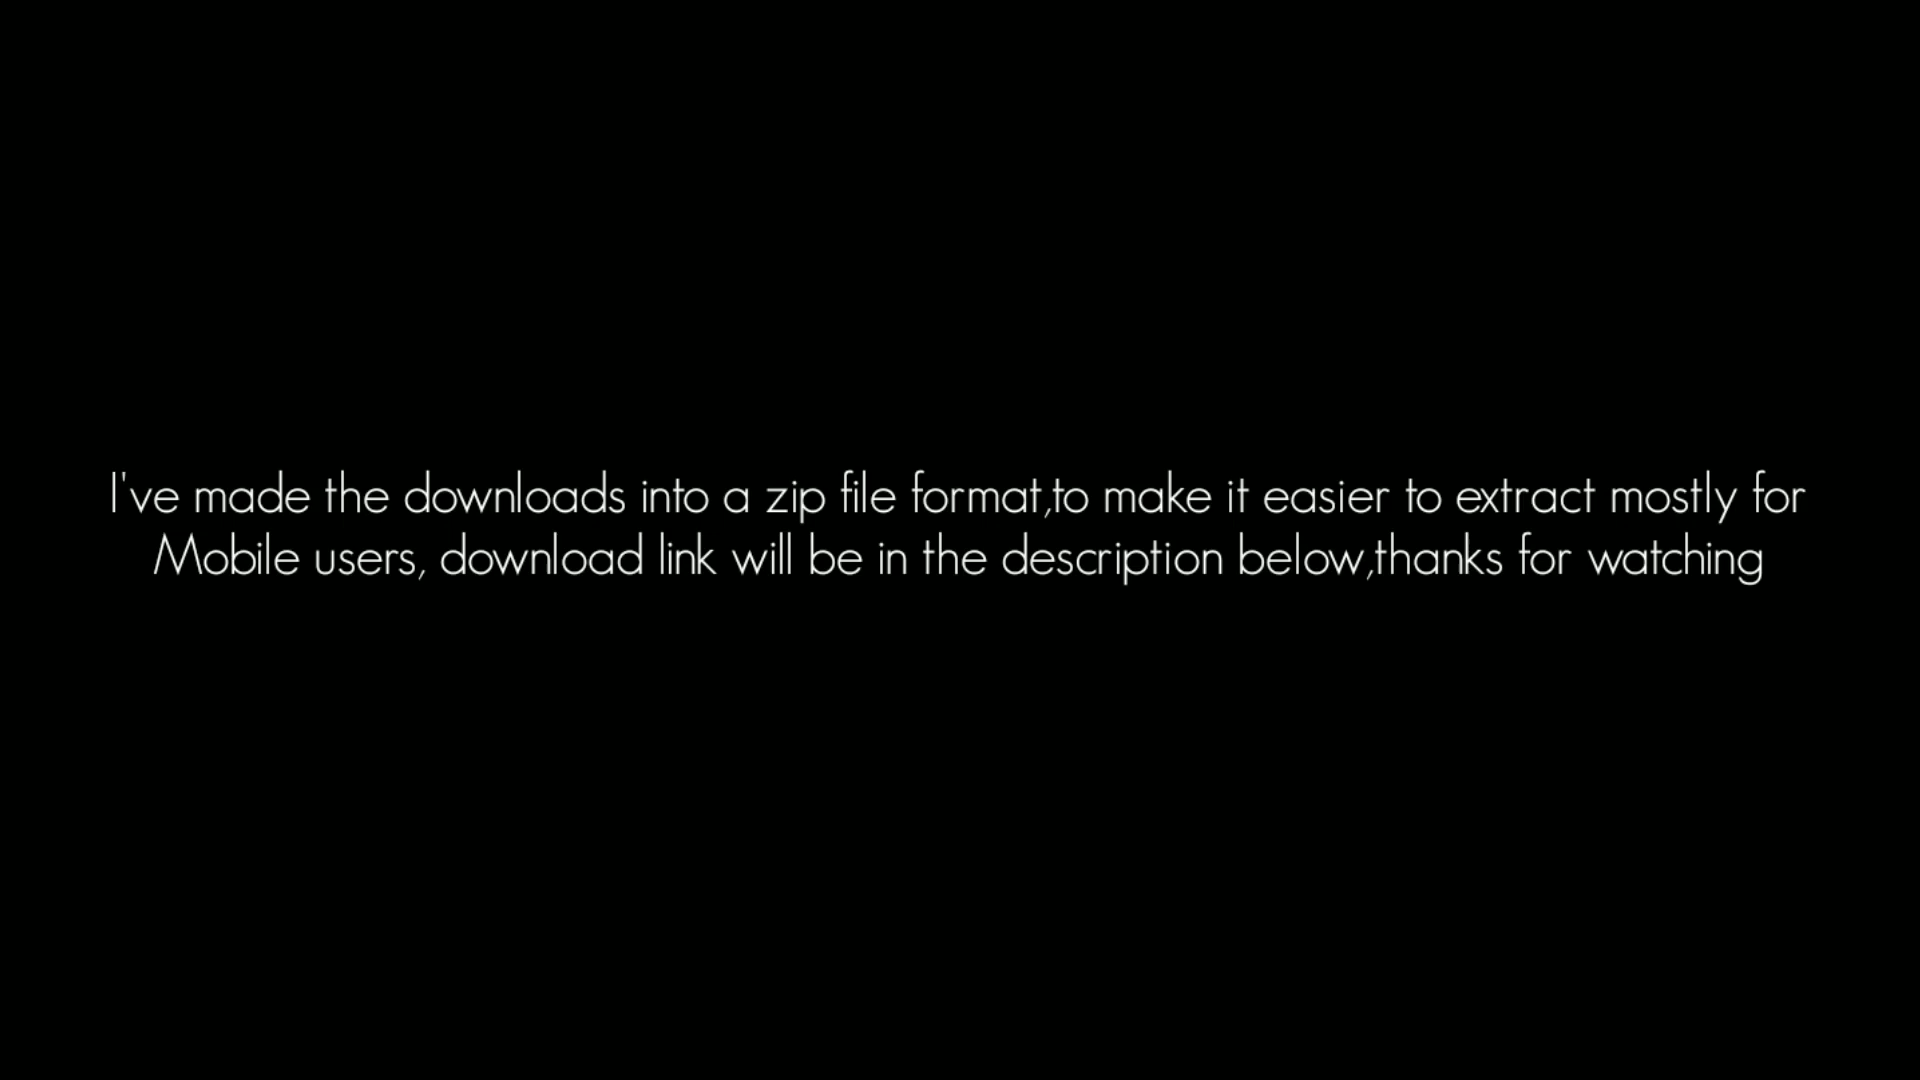 I've made the downloads into a zip file format,to make it easier to extract mostly for
Mobile users, download link will be in the description below,thanks for watching